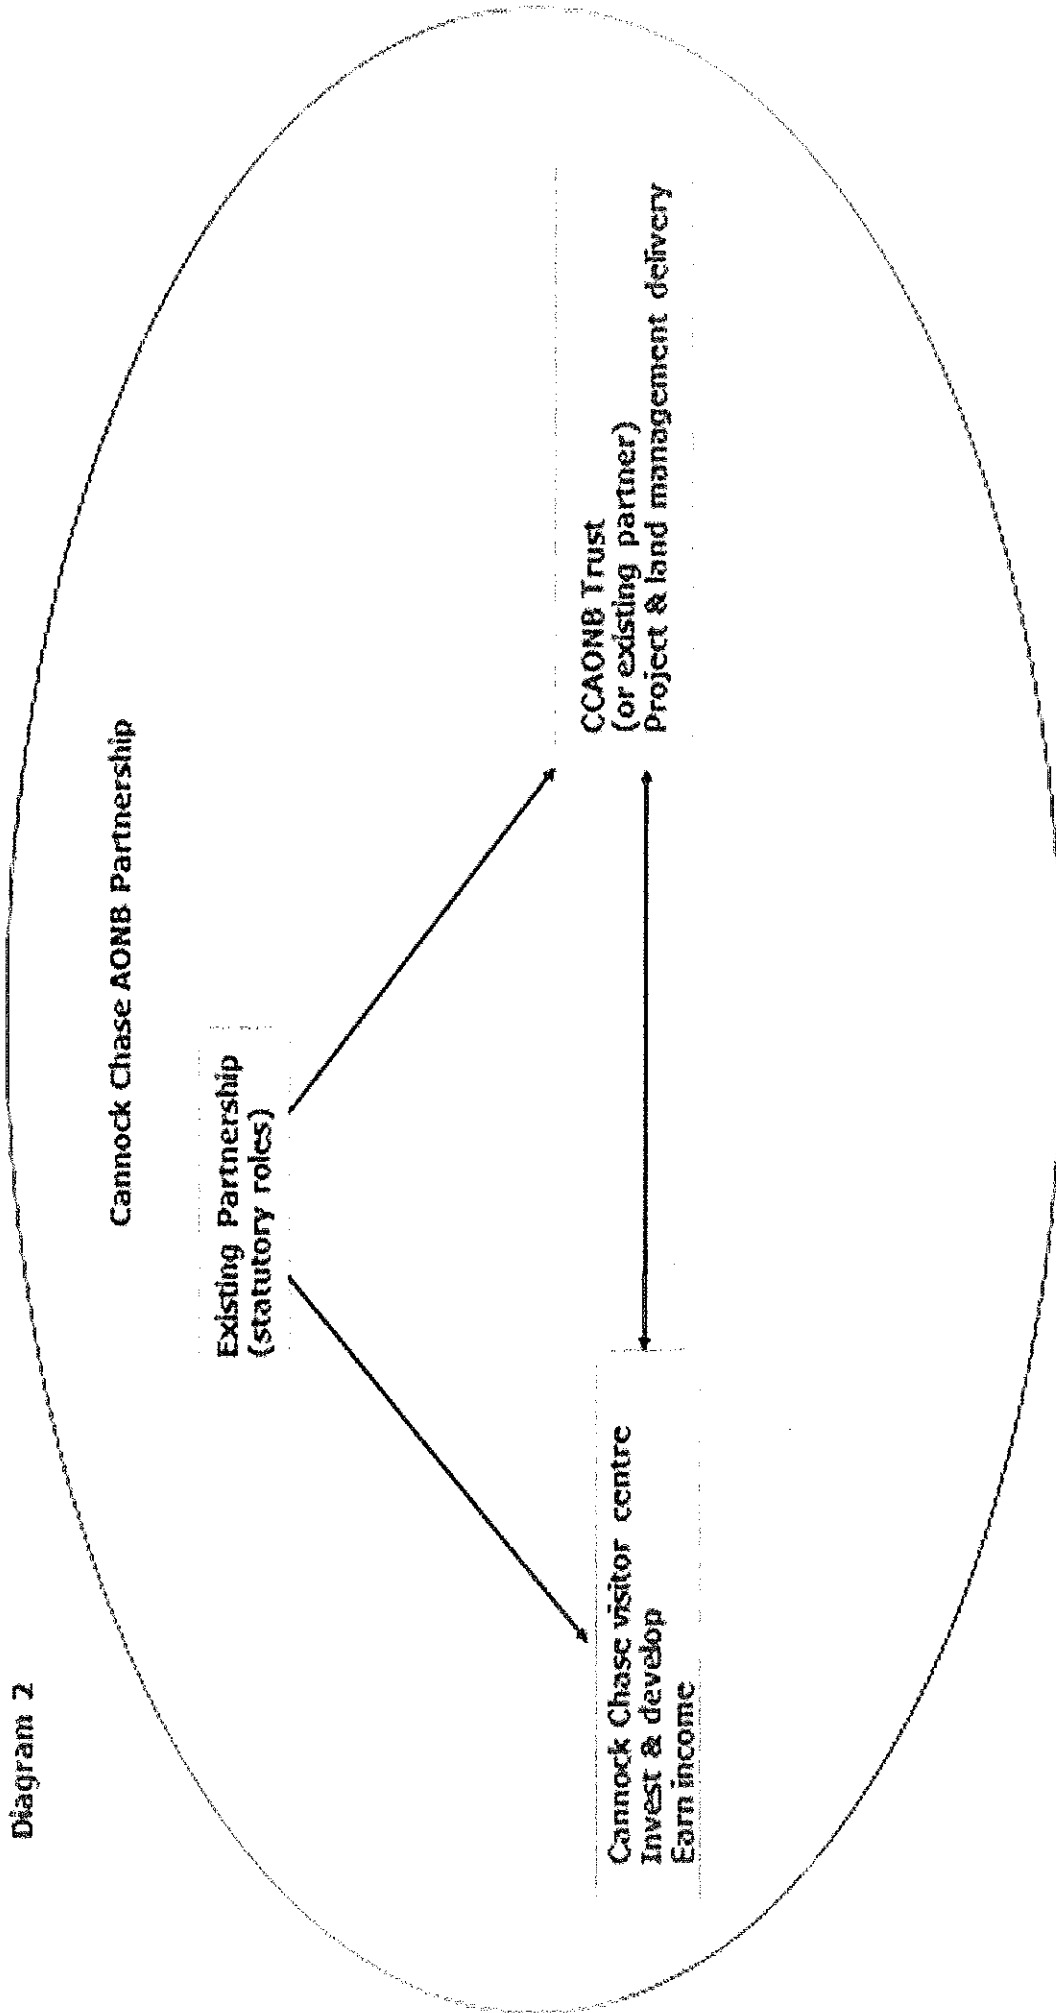 Diagram 2
Cannock Chase AONB Partnership
Existing Partnership
(statutory roles)
Cannock Chase visitor centre
Invest & develop
Earn income
CCAONB Trust
(or existing partner)
Project & land management delivery